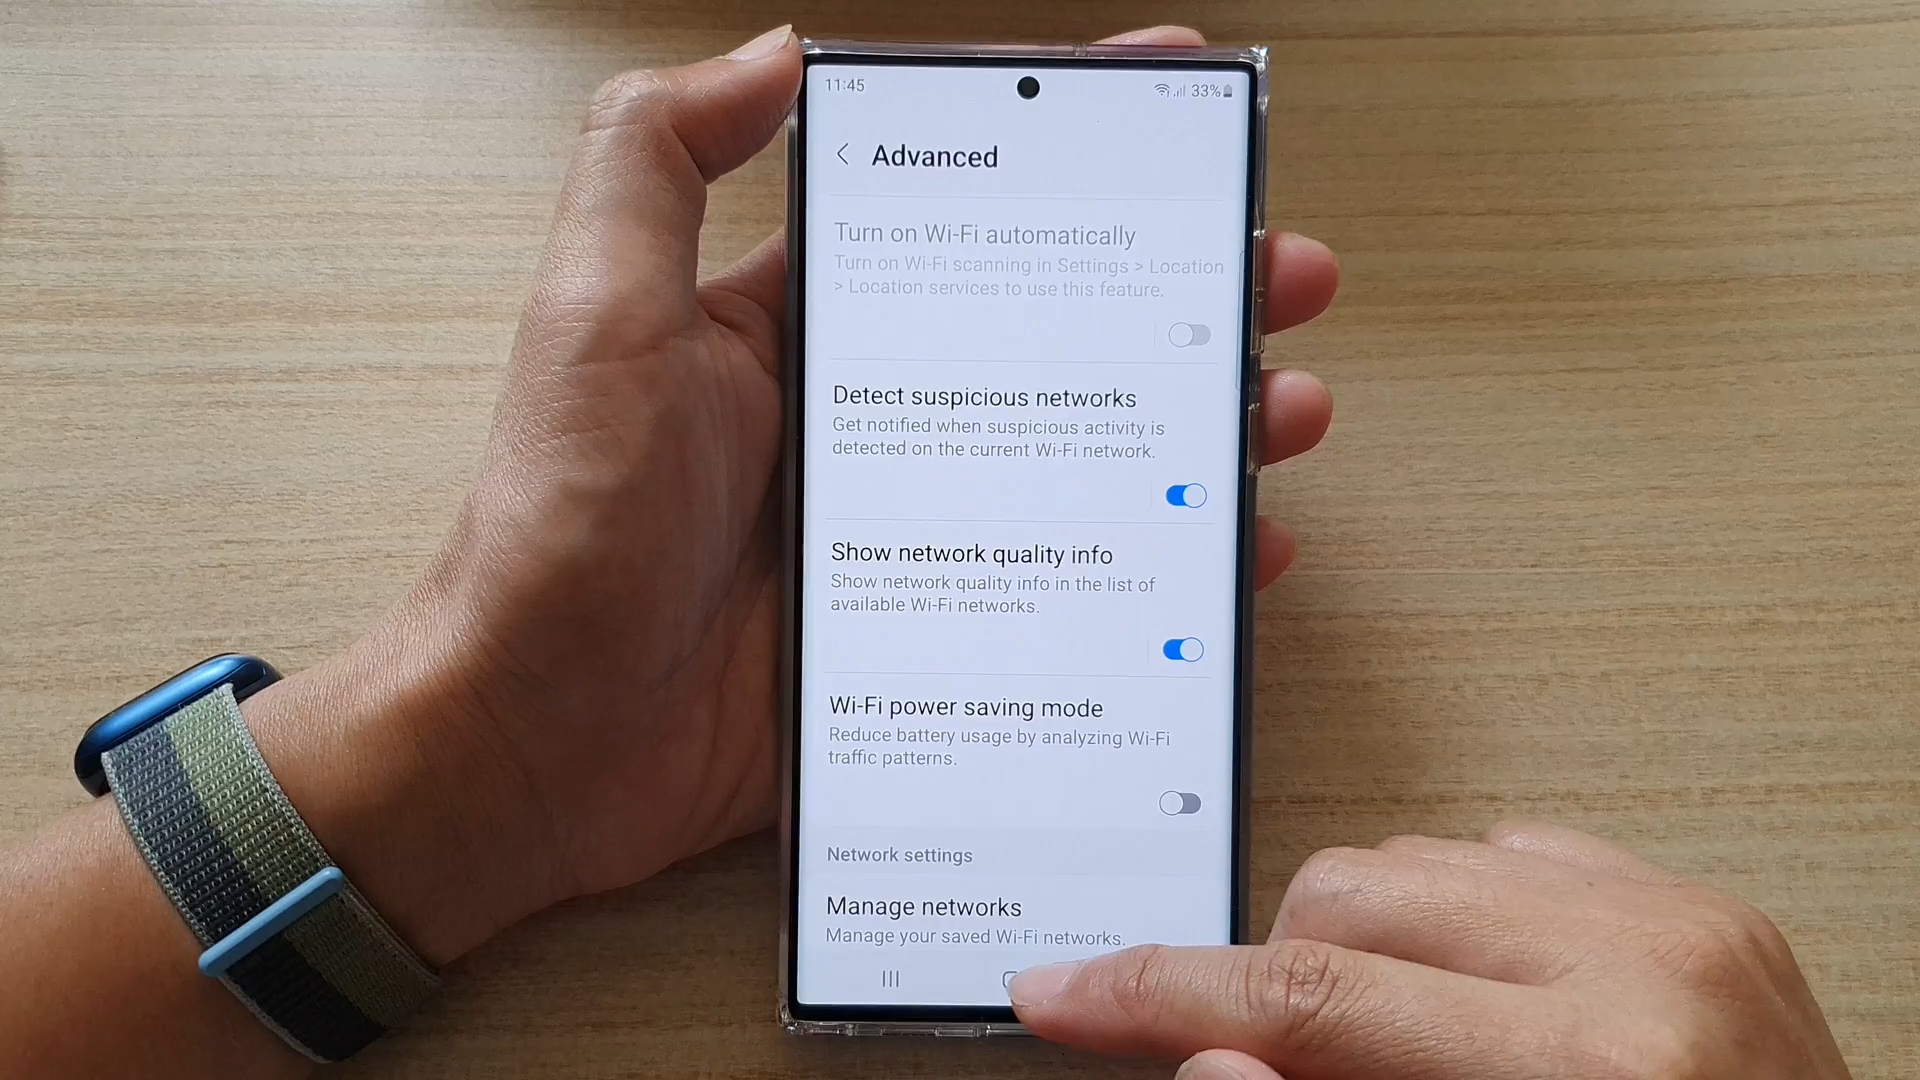 11:45
33%
Advanced
Turn on Wi-Fi automatically
Turn on Wi-Fi scanning in Settings > Location
> Location services to use this feature.
Detect suspicious networks
Get notified when suspicious activity is
detected on the current Wi-Fi network.
Show network quality info
Show network quality info in the list of
available Wi-Fi networks.
Wi-Fi power saving mode
Reduce battery usage by analyzing Wi-Fi
traffic patterns.
Network settings
Manage networks
Manage your saved Wi-Fi networks.